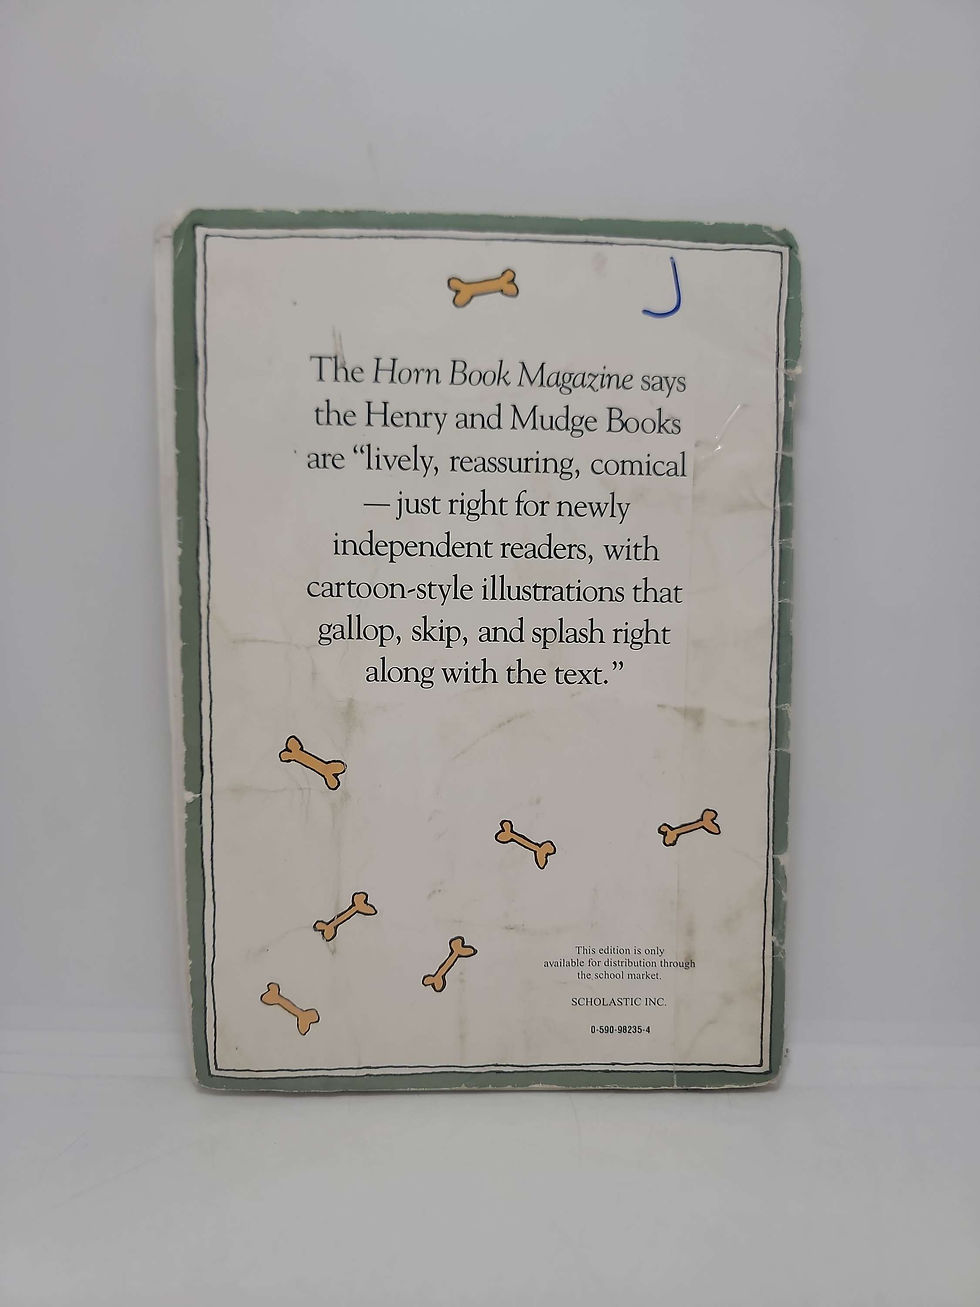 J
The Horn Book Magazine says
the Henry and Mudge Books
are “lively, reassuring, comical
— just right for newly
independent readers, with
cartoon-style illustrations that
gallop, skip, and splash right
along with the text.”
This edition is only
available for distribution through
the school market.
SCHOLASTIC INC.
0-590-98235-4